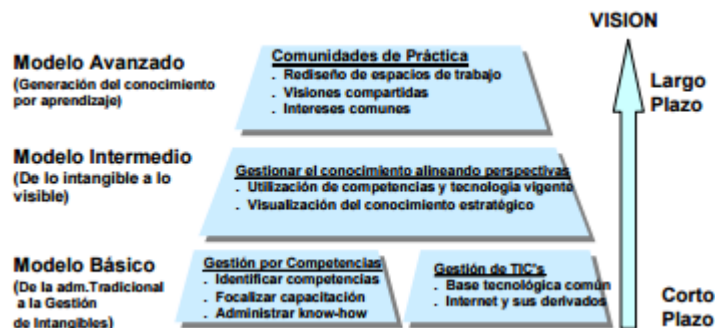 VISION
Modelo Avanzado
(Generación del conocimiento
por aprendizaje)
Comunidades de Práctica
. Rediseño de espacios de trabajo
. Visiones compartidas
. Intereses comunes
Largo
Plazo
Modelo Intermedio
(De lo intangible a lo
visible)
Gestionar el conocimiento alineando perspectivas
. Utilización de competencias y tecnología vigente
. Visualización del conocimiento estratégico
Modelo Básico
(De la adm.Tradicional
a la Gestión
de Intangibles)
Gestión por Competencias
. Identificar competencias
. Focalizar capacitación
. Administrar know-how
Gestión de TIC"s
. Base tecnológica común
. Internet y sus derivados
Corto
Plazo